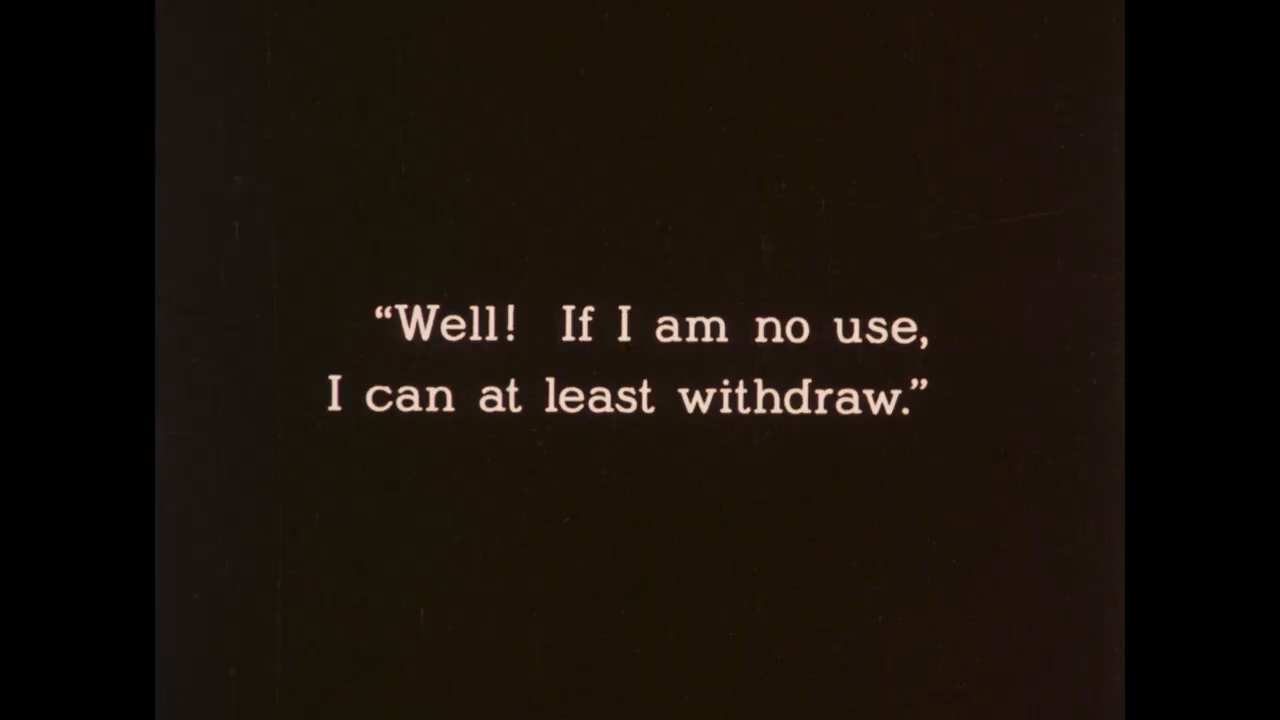 “Well! If I am no use,
I can at least withdraw.”